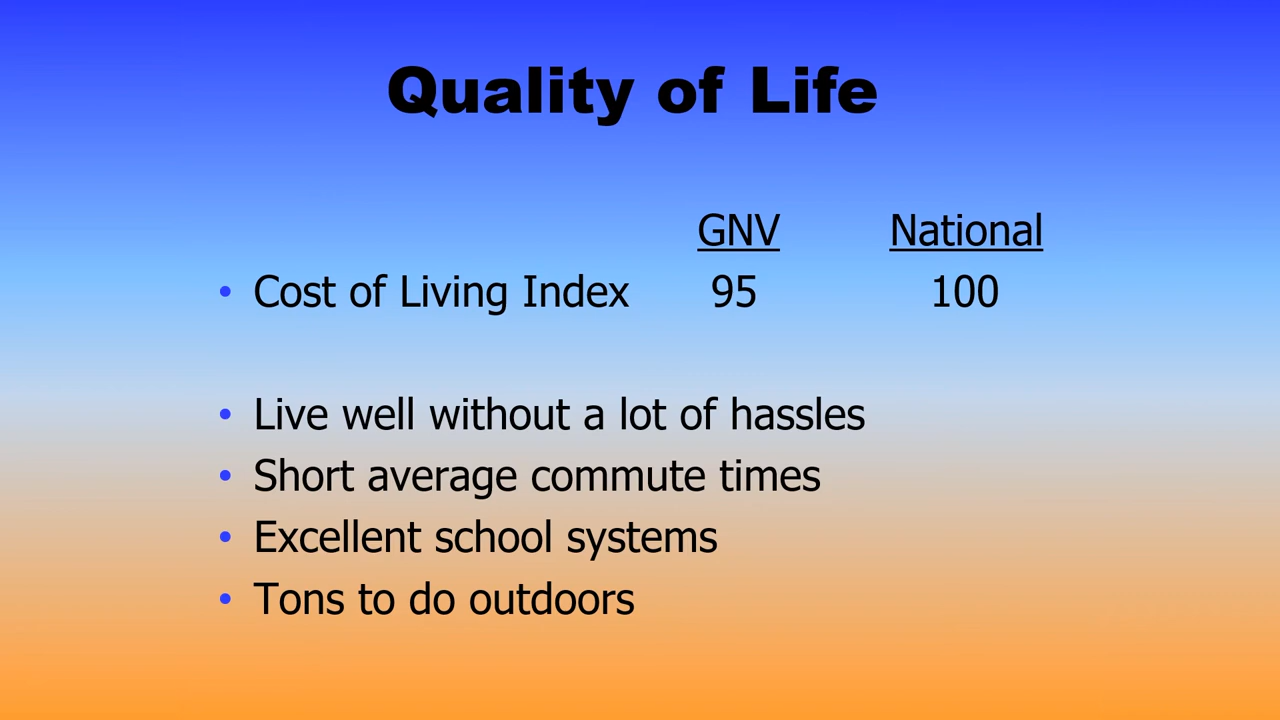 Quality of Life
GNV National
• Cost of Living Index 95 100
• Live well without a lot of hassles
• Short average commute times
• Excellent school systems
• Tons to do outdoors